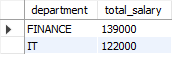 department total_salary
FINANCE 139000
IT 122000